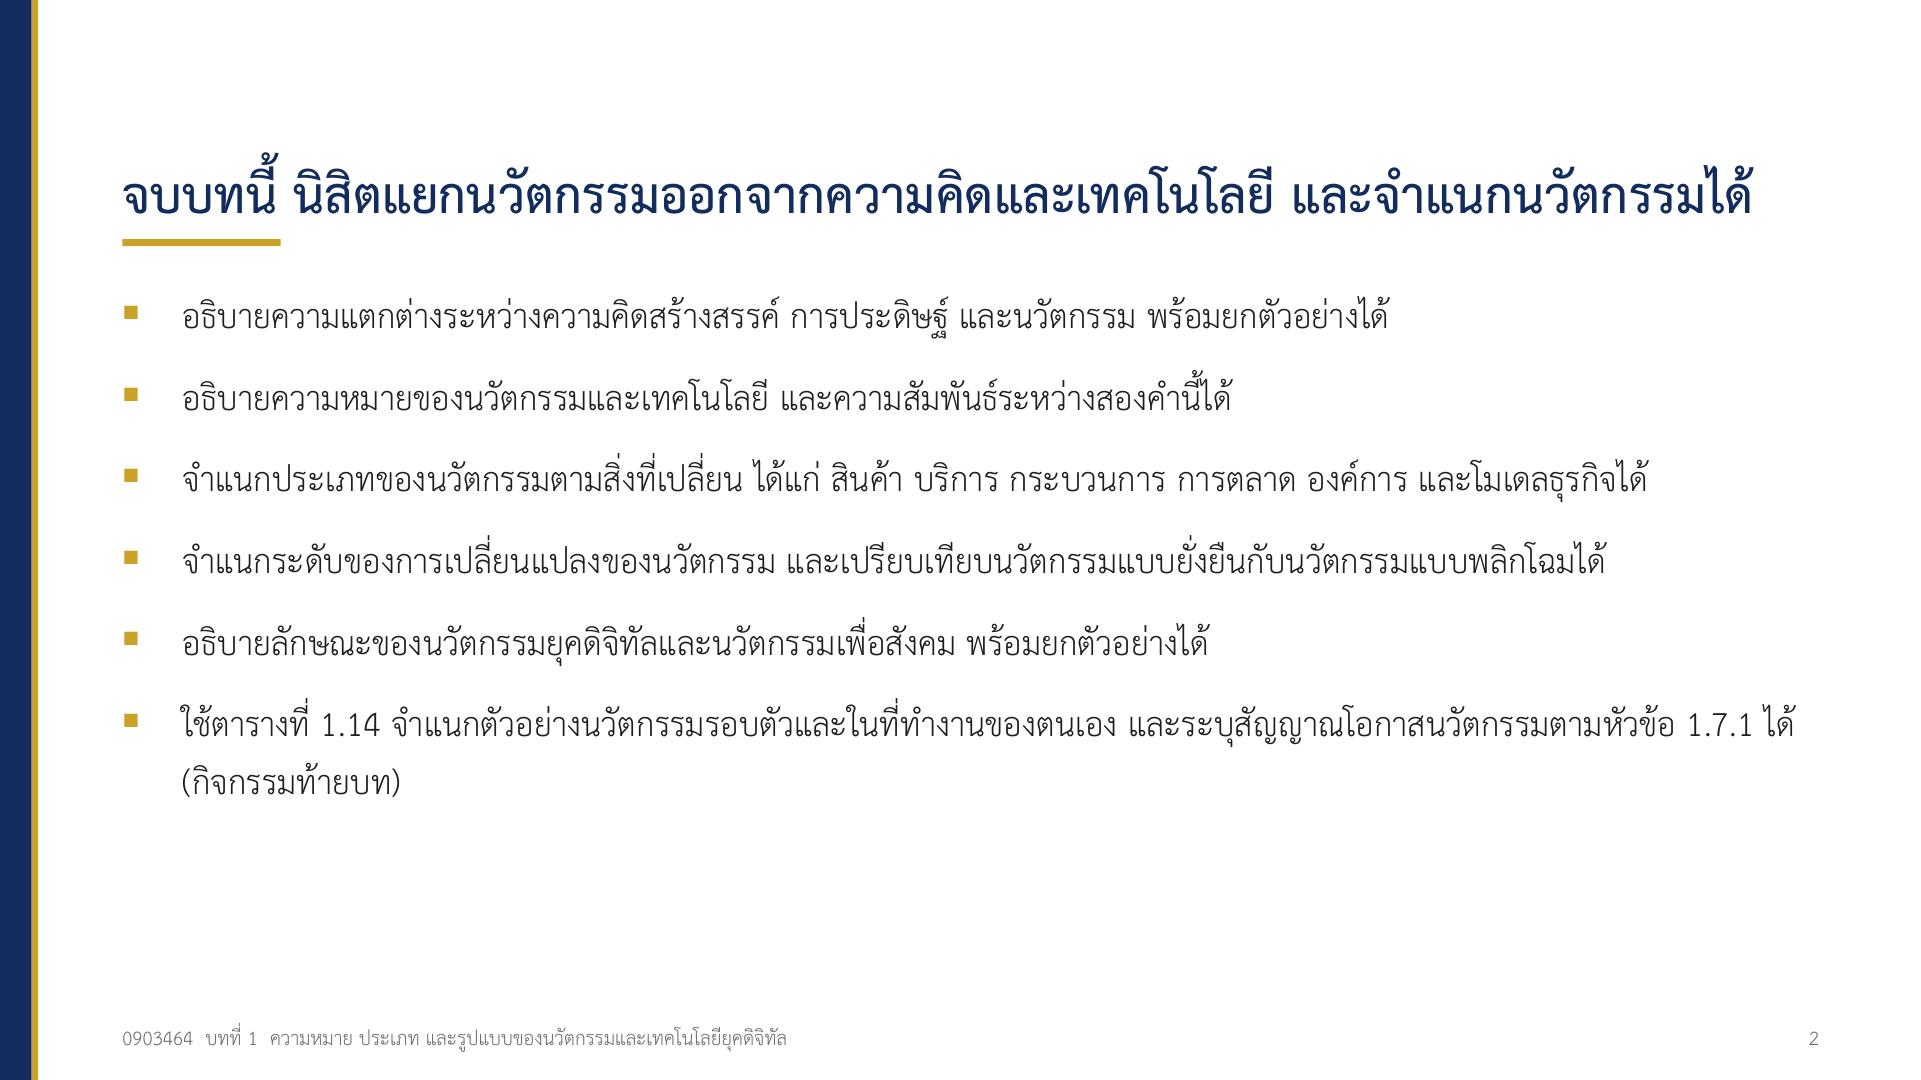 จบบทนี้ นิสิตแยกนวัตกรรมออกจากความคิดและเทคโนโลยี และจำแนกนวัตกรรมได้
▪ อธิบายความแตกต่างระหว่างความคิดสร้างสรรค์ การประดิษฐ์ และนวัตกรรม พร้อมยกตัวอย่างได้
▪ อธิบายความหมายของนวัตกรรมและเทคโนโลยี และความสัมพันธ์ระหว่างสองคำนี้ได้
▪ จำแนกประเภทของนวัตกรรมตามสิ่งที่เปลี่ยน ได้แก่ สินค้า บริการ กระบวนการ การตลาด องค์การ และโมเดลธุรกิจได้
▪ จำแนกระดับของการเปลี่ยนแปลงของนวัตกรรม และเปรียบเทียบนวัตกรรมแบบยั่งยืนกับนวัตกรรมแบบพลิกโฉมได้
▪ อธิบายลักษณะของนวัตกรรมยุคดิจิทัลและนวัตกรรมเพื่อสังคม พร้อมยกตัวอย่างได้
▪ ใช้ตารางที่ 1.14 จำแนกตัวอย่างนวัตกรรมรอบตัวและในที่ทำงานของตนเอง และระบุสัญญาณโอกาสนวัตกรรมตามหัวข้อ 1.7.1 ได้
(กิจกรรมท้ายบท)
0903464 บทที่ 1 ความหมาย ประเภท และรูปแบบของนวัตกรรมและเทคโนโลยียุคดิจิทัล
2